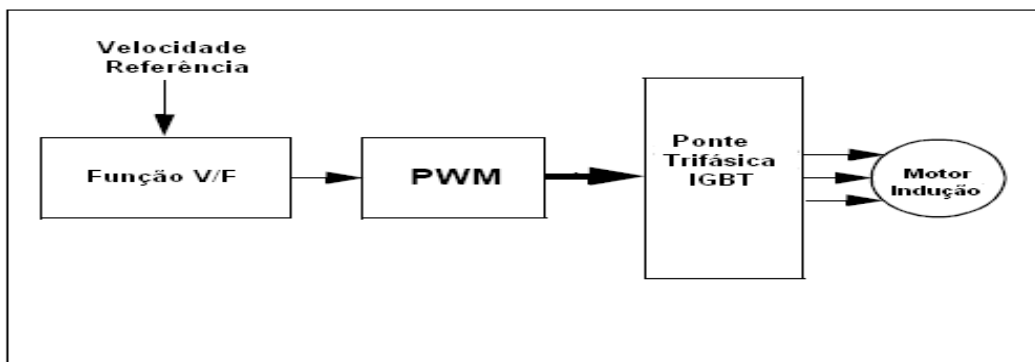 Velocidade
Referência
Função V/F
PWM
Ponte
Trifásica
IGBT
Motor
Indução